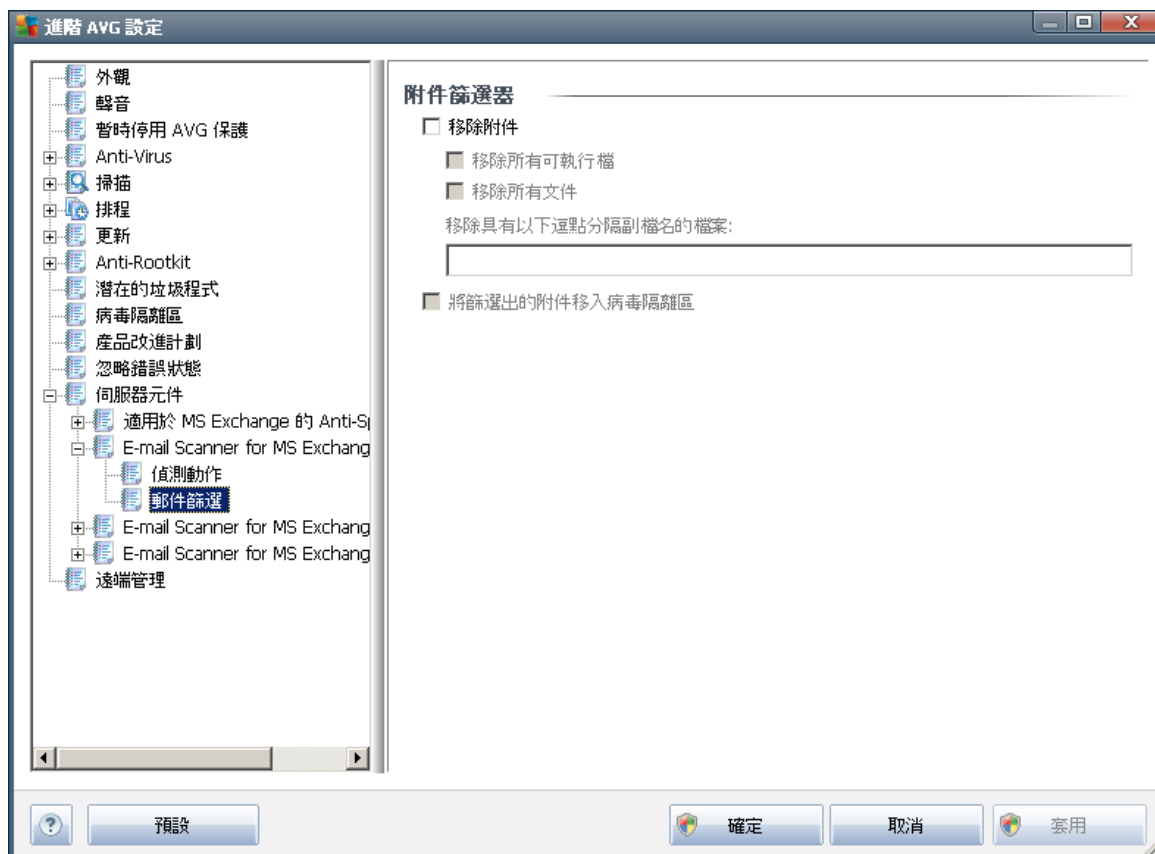 進階 AVG 設定
外觀
聲音
暫時停用 AVG 保護
Anti-Virus
掃描
排程
更新
Anti-Rootkit
潛在的垃圾程式
病毒隔離區
產品改進計劃
忽略錯誤狀態
伺服器元件
適用於 MS Exchange 的 Anti-Sp
E-mail Scanner for MS Exchang
偵測動作
郵件篩選
E-mail Scanner for MS Exchang
E-mail Scanner for MS Exchang
遠端管理
附件篩選器
移除附件
移除所有可執行檔
移除所有文件
移除具有以下逗點分隔副檔名的檔案:
將篩選出的附件移入病毒隔離區
? 預設 確定 取消 套用